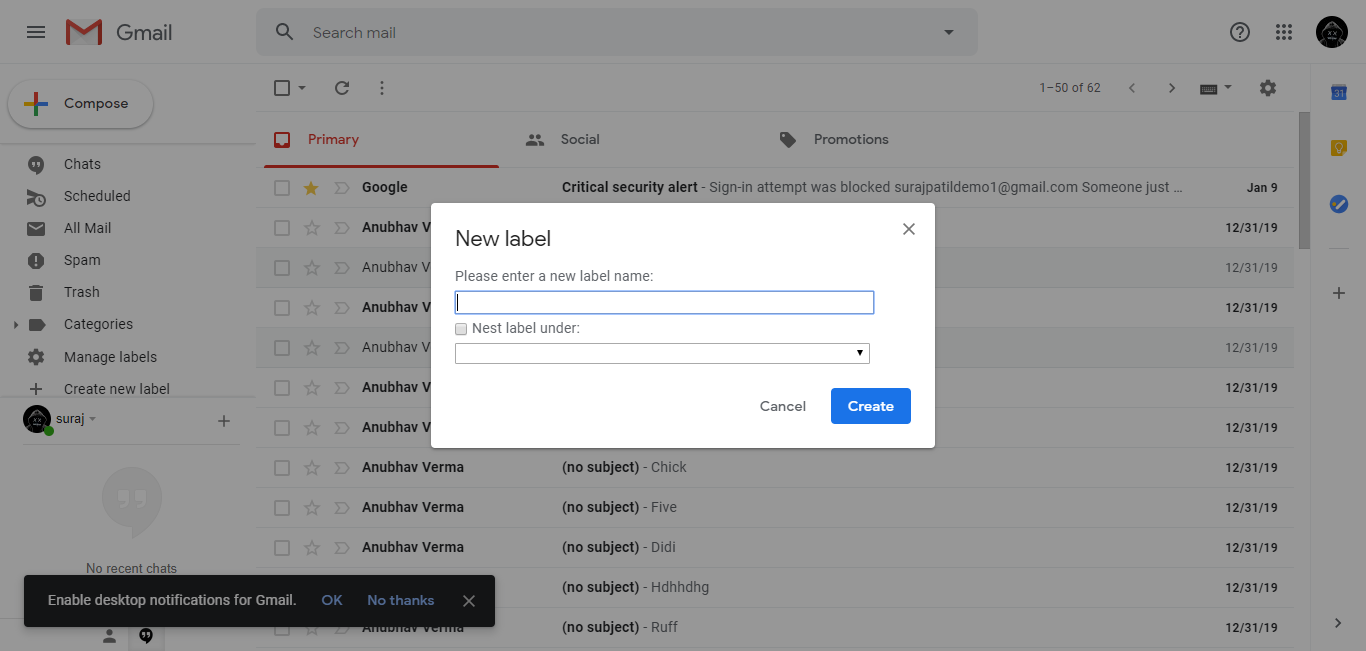 Gmail
Search mail
Compose
1–50 of 62
31
Primary
Social
Promotions
Chats
Scheduled
All Mail
Spam
Trash
Categories
Manage labels
Create new label
suraj
No recent chats
Google Critical security alert - Sign-in attempt was blocked surajpatildemo1@gmail.com Someone just … Jan 9
Anubhav V 12/31/19
Anubhav V 12/31/19
Anubhav V 12/31/19
Anubhav V 12/31/19
Anubhav V 12/31/19
Anubhav V 12/31/19
Anubhav Verma (no subject) - Chick 12/31/19
Anubhav Verma (no subject) - Five 12/31/19
Anubhav Verma (no subject) - Didi 12/31/19
(no subject) - Hdhhdhg 12/31/19
Anubhav Verma (no subject) - Ruff 12/31/19
New label
Please enter a new label name:
Nest label under:
Cancel Create
Enable desktop notifications for Gmail. OK No thanks